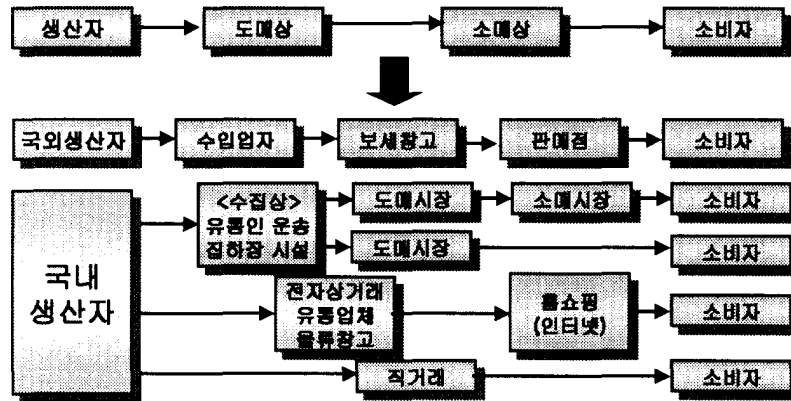 생산자
도매상
소매상
소비자
국외생산자
수입업자
보세창고
판매점
소비자
국내
생산자
<수집상>
유통인 운송
집하장 시설
도매시장
소매시장
소비자
도매시장
소비자
전자상거래
유통업체
물류창고
홈쇼핑
(인터넷)
소비자
직거래
소비자